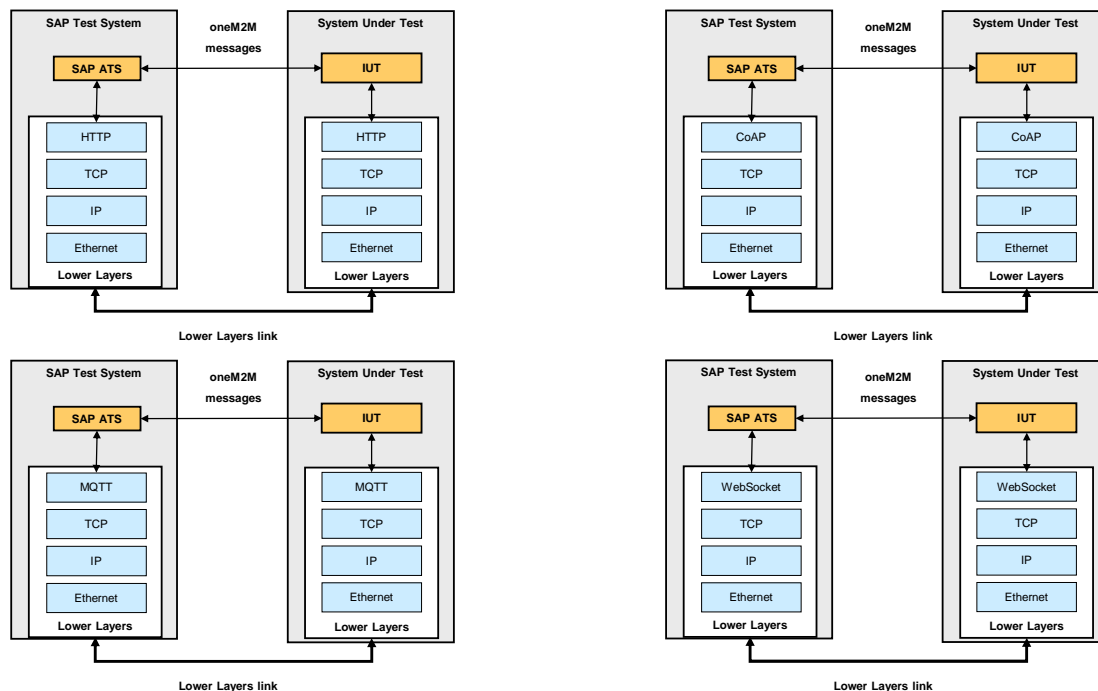 SAP Test System
oneM2M
messages
System Under Test
SAP ATS
IUT
HTTP
TCP
IP
Ethernet
Lower Layers
HTTP
TCP
IP
Ethernet
Lower Layers
Lower Layers link
SAP Test System
oneM2M
messages
System Under Test
SAP ATS
IUT
CoAP
TCP
IP
Ethernet
Lower Layers
CoAP
TCP
IP
Ethernet
Lower Layers
Lower Layers link
SAP Test System
oneM2M
messages
System Under Test
SAP ATS
IUT
MQTT
TCP
IP
Ethernet
Lower Layers
MQTT
TCP
IP
Ethernet
Lower Layers
Lower Layers link
SAP Test System
oneM2M
messages
System Under Test
SAP ATS
IUT
WebSocket
TCP
IP
Ethernet
Lower Layers
WebSocket
TCP
IP
Ethernet
Lower Layers
Lower Layers link